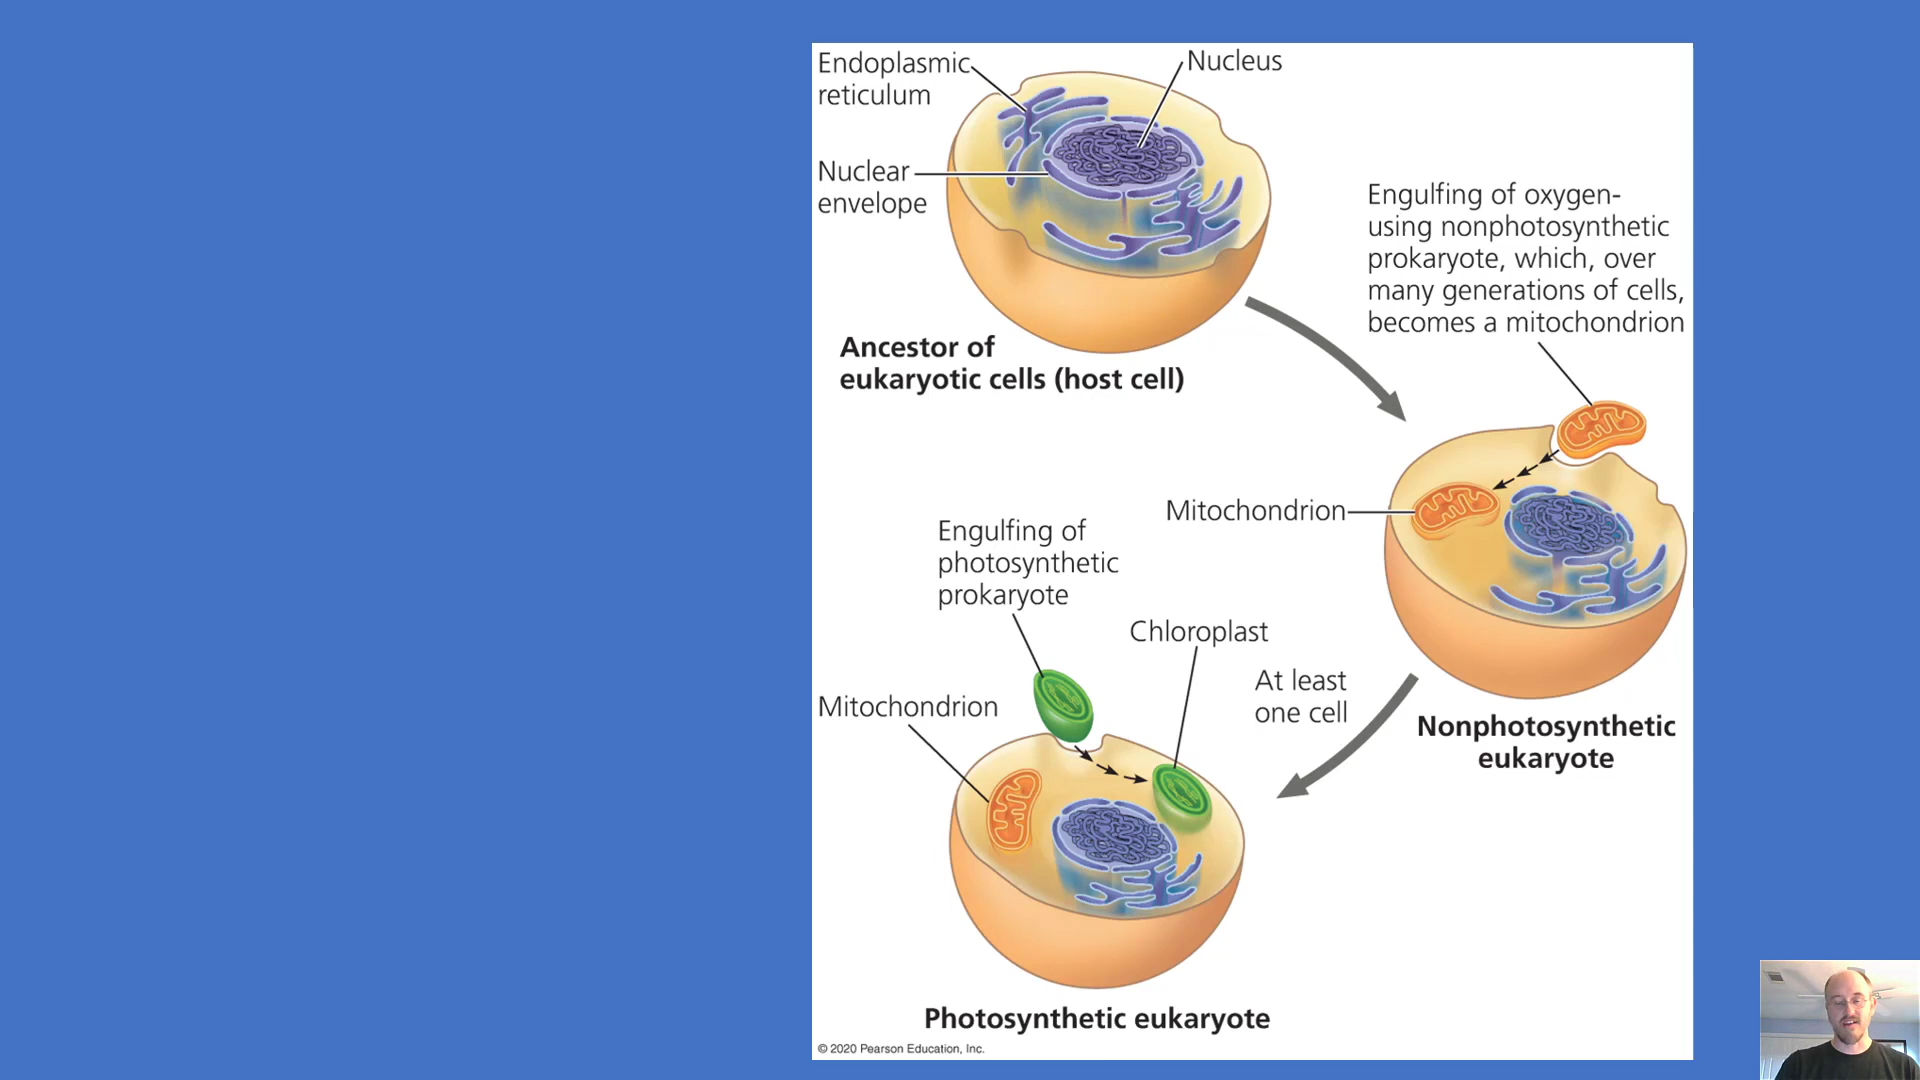 Endoplasmic
reticulum
Nucleus
Nuclear
envelope
Engulfing of oxygen-
using nonphotosynthetic
prokaryote, which, over
many generations of cells,
becomes a mitochondrion
Ancestor of
eukaryotic cells (host cell)
Mitochondrion
Engulfing of
photosynthetic
prokaryote
Chloroplast
At least
one cell
Mitochondrion
Nonphotosynthetic
eukaryote
Photosynthetic eukaryote
© 2020 Pearson Education, Inc.